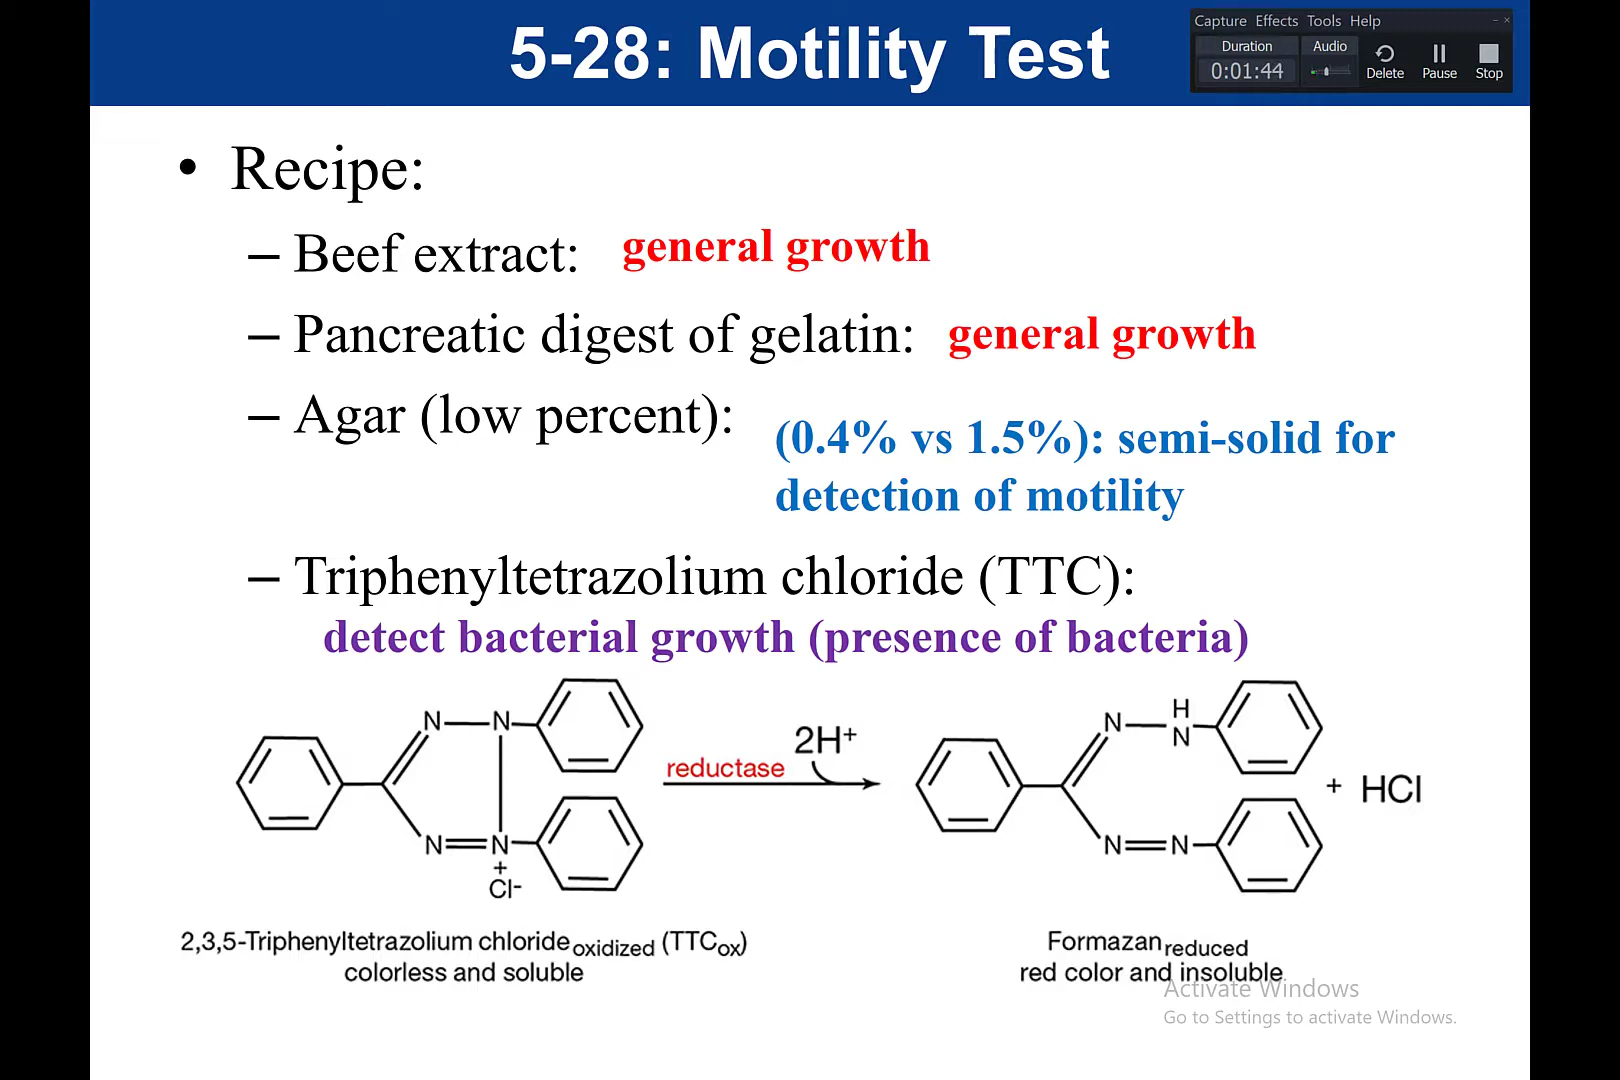 5-28: Motility Test
Capture Effects Tools Help
Duration
Audio
0:01:44
Delete
Pause
Stop
• Recipe:
– Beef extract: general growth
– Pancreatic digest of gelatin: general growth
– Agar (low percent): (0.4% vs 1.5%): semi-solid for
detection of motility
– Triphenyltetrazolium chloride (TTC):
detect bacterial growth (presence of bacteria)
N N
N N
+
Cl-
reductase
2H+
N H
N
N N
+ HCl
2,3,5-Triphenyltetrazolium chloride oxidized (TTCox)
colorless and soluble
Formazan reduced
red color and insoluble
Activate Windows
Go to Settings to activate Windows.